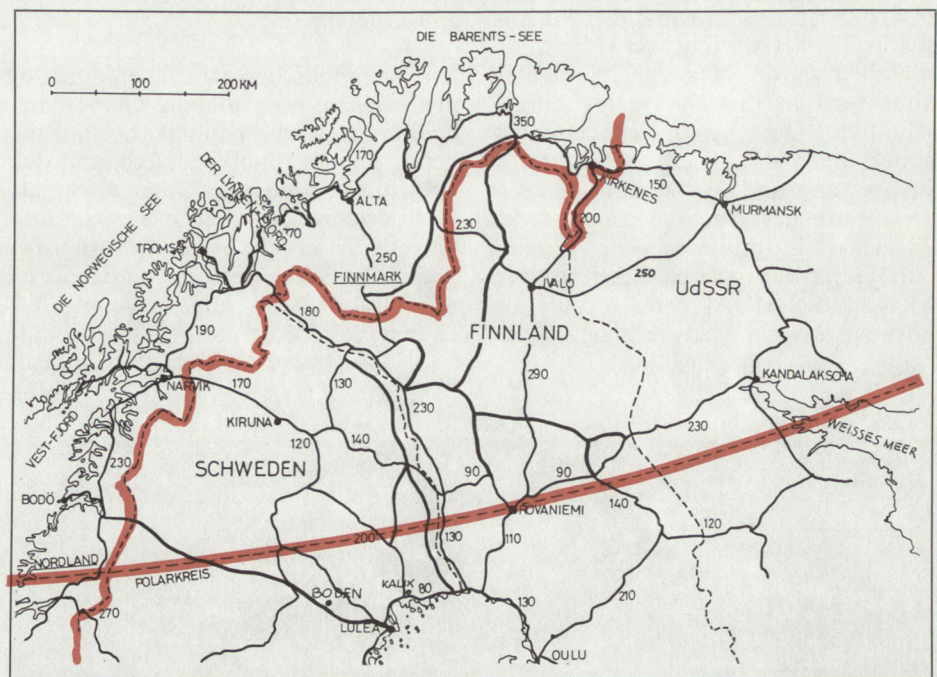 DIE BARENTS-SEE
0 100 200 KM
350
170
DER LYNGENFJORD
KIRKENES
150
ALTA
MURMANSK
DIE NORWEGISCHE SEE
270
230
200
TROMSÖ
250
250
FINNMARK
IVALO
UdSSR
180
190
FINNLAND
NARVIK
170
130
290
KANDALAKSCHA
230
VEST-FJORD
KIRUNA
230
WEISSES MEER
120
140
230
SCHWEDEN
90
90
BODÖ
140
ROVANIEMI
120
200
130
110
NORDLAND
POLARKREIS
KALIX
80
BODEN
130
210
270
LULEA
OULU